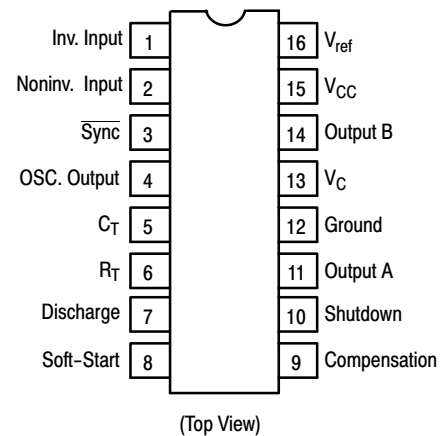 Inv. Input 1 16 Vref
Noninv. Input 2 15 VCC
Sync 3 14 Output B
OSC. Output 4 13 VC
CT 5 12 Ground
RT 6 11 Output A
Discharge 7 10 Shutdown
Soft-Start 8 9 Compensation
(Top View)